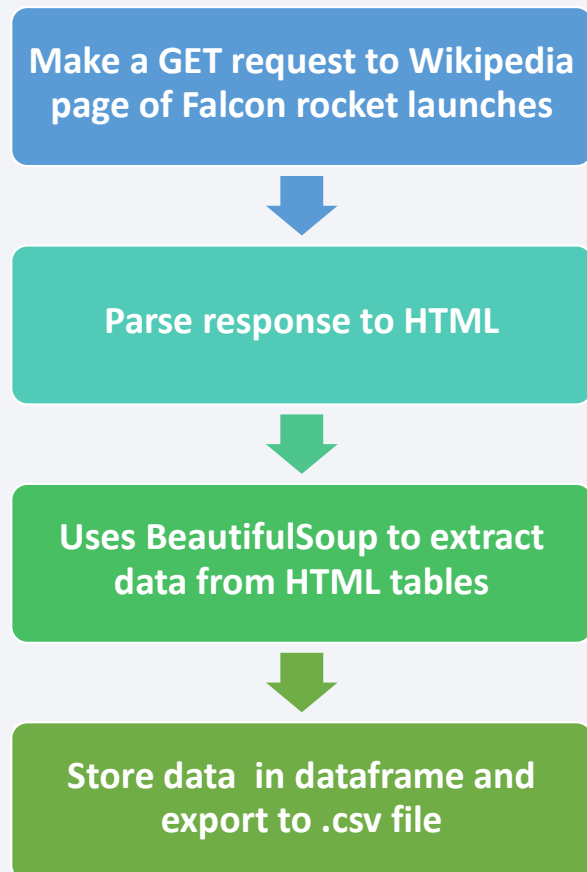 Make a GET request to Wikipedia
page of Falcon rocket launches
Parse response to HTML
Uses BeautifulSoup to extract
data from HTML tables
Store data  in dataframe and
export to .csv file